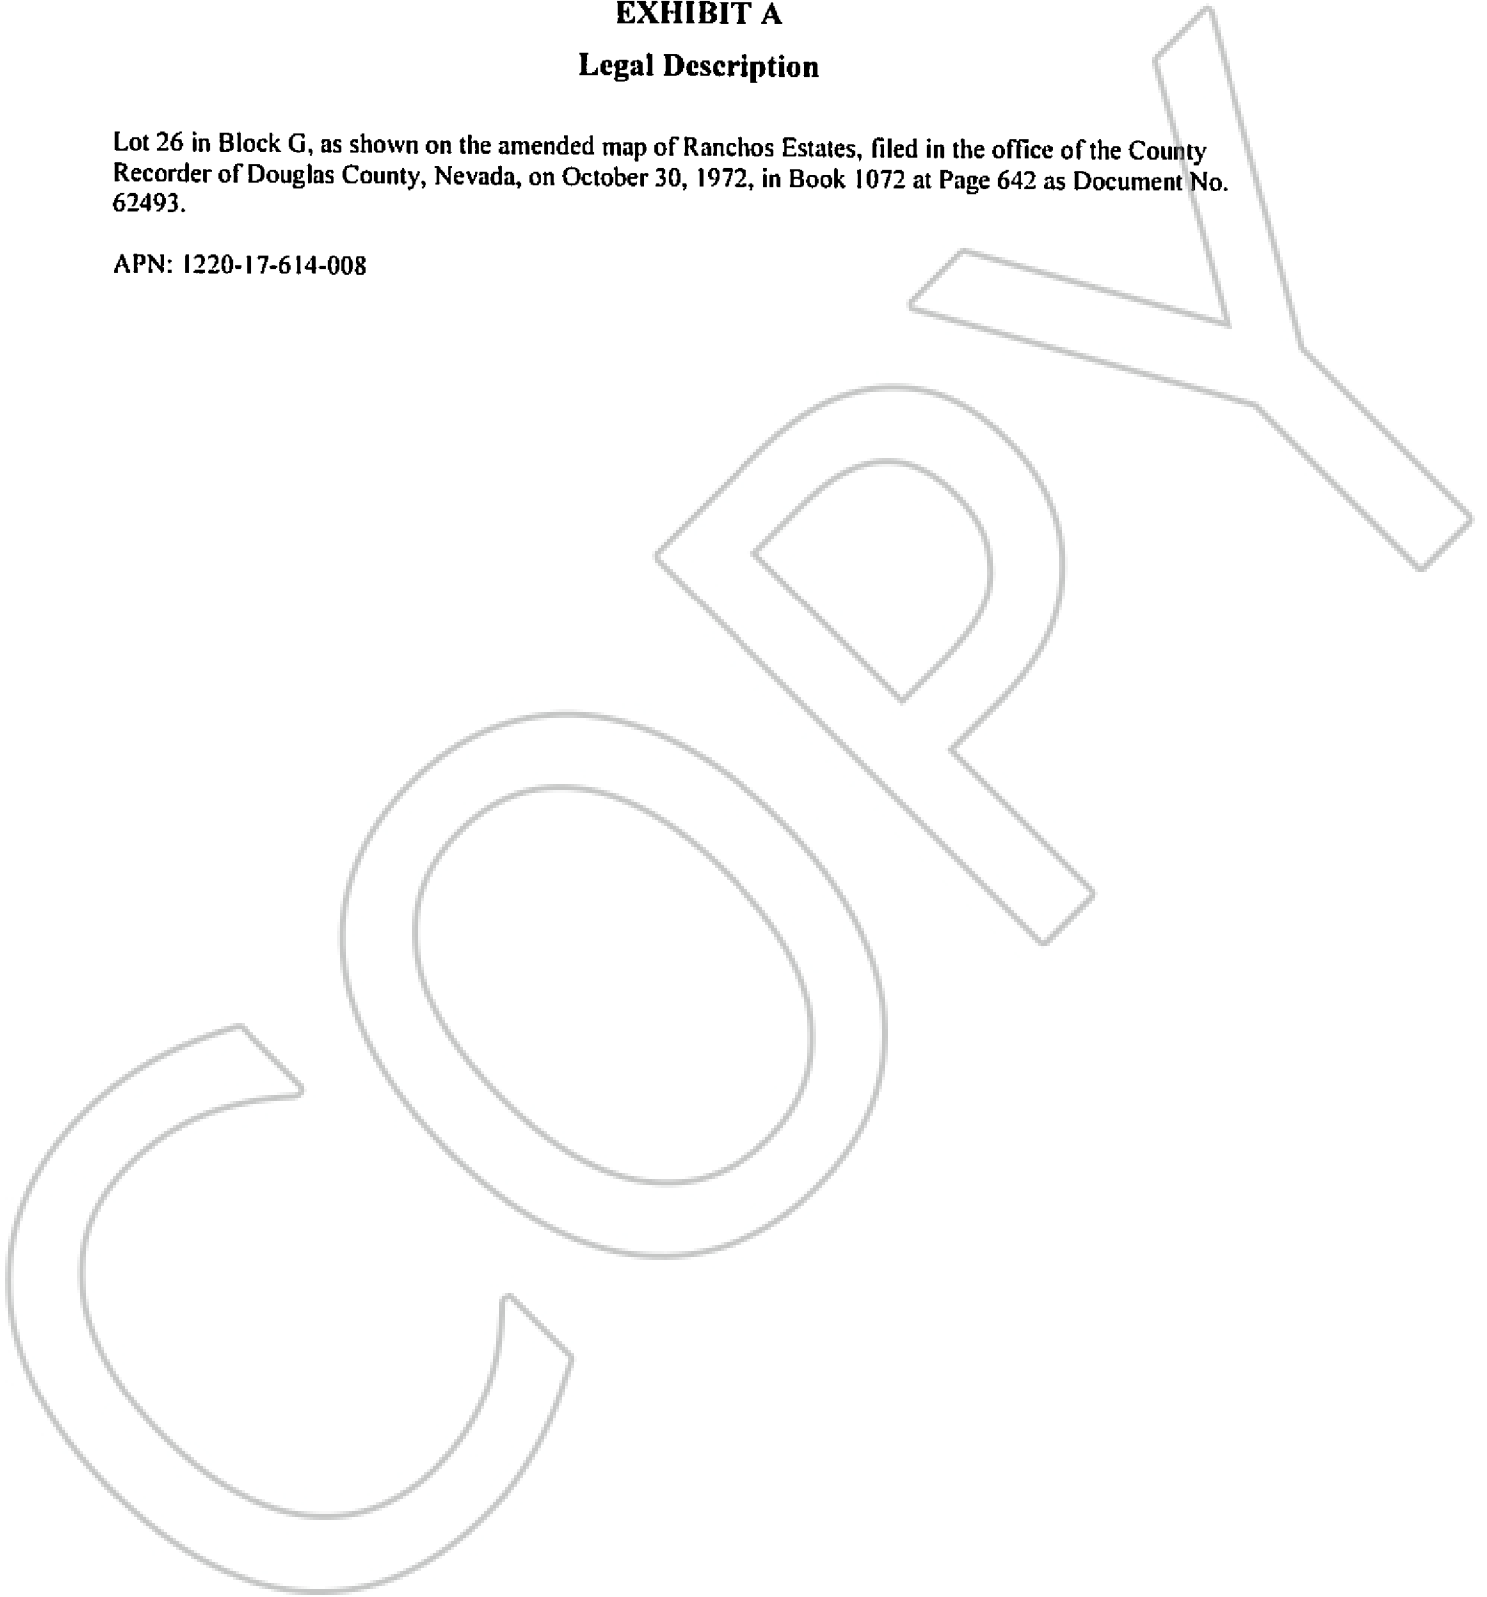 EXHIBIT A
Legal Description
Lot 26 in Block G, as shown on the amended map of Ranchos Estates, filed in the office of the County
Recorder of Douglas County, Nevada, on October 30, 1972, in Book 1072 at Page 642 as Document No.
62493.
APN: 1220-17-614-008
COPY